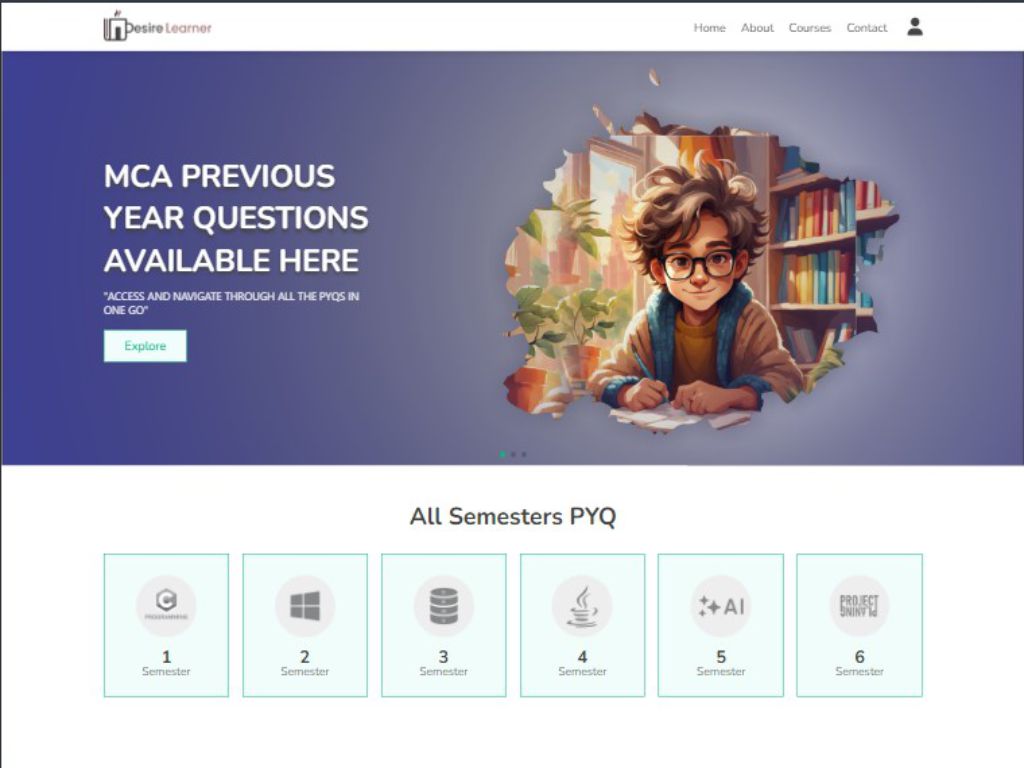 Desire Learner
Home About Courses Contact
MCA PREVIOUS
YEAR QUESTIONS
AVAILABLE HERE
"ACCESS AND NAVIGATE THROUGH ALL THE PYQS IN
ONE GO"
Explore
All Semesters PYQ
C
PROGRAMMING
1
Semester
2
Semester
3
Semester
4
Semester
AI
5
Semester
PROJECT
PLANING
6
Semester